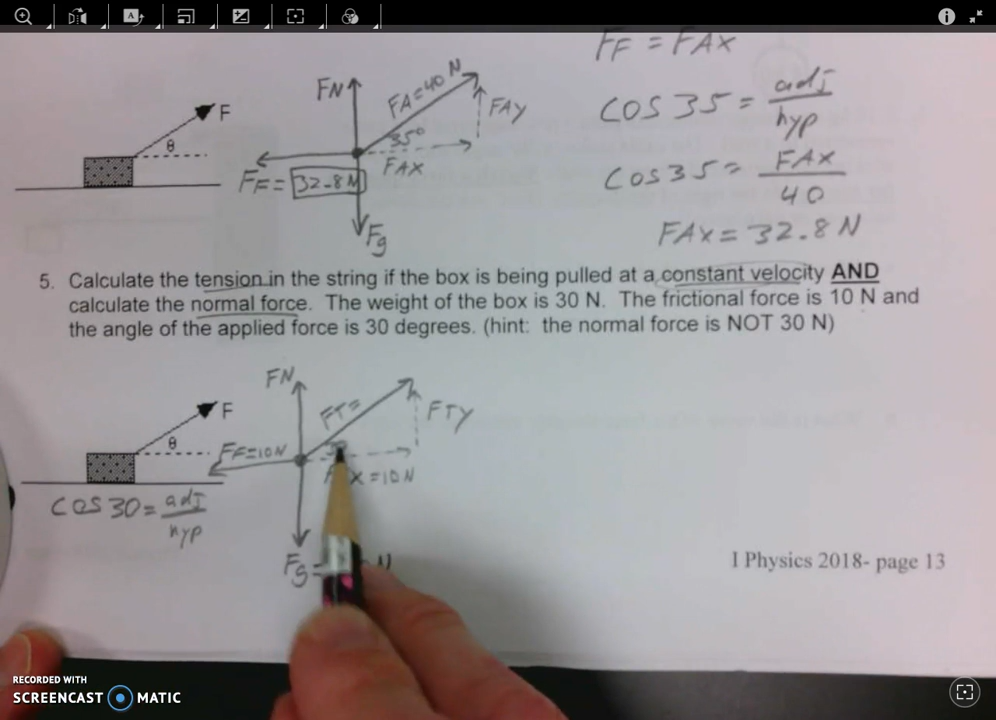 FF = FAX
FN
FA=40 N
F
θ
35°
FAY
FAX
FF = 32.8 N
Fg
COS 35 = adj
hyp
COS35 = FAX
40
FAX = 32.8 N
5. Calculate the tension in the string if the box is being pulled at a constant velocity AND
calculate the normal force. The weight of the box is 30 N. The frictional force is 10 N and
the angle of the applied force is 30 degrees. (hint: the normal force is NOT 30 N)
FN
F
θ
FT=
FTY
FF=10N
X =10N
COS 30 = adj
hyp
Fg=
N
I Physics 2018- page 13
RECORDED WITH
SCREENCAST MATIC